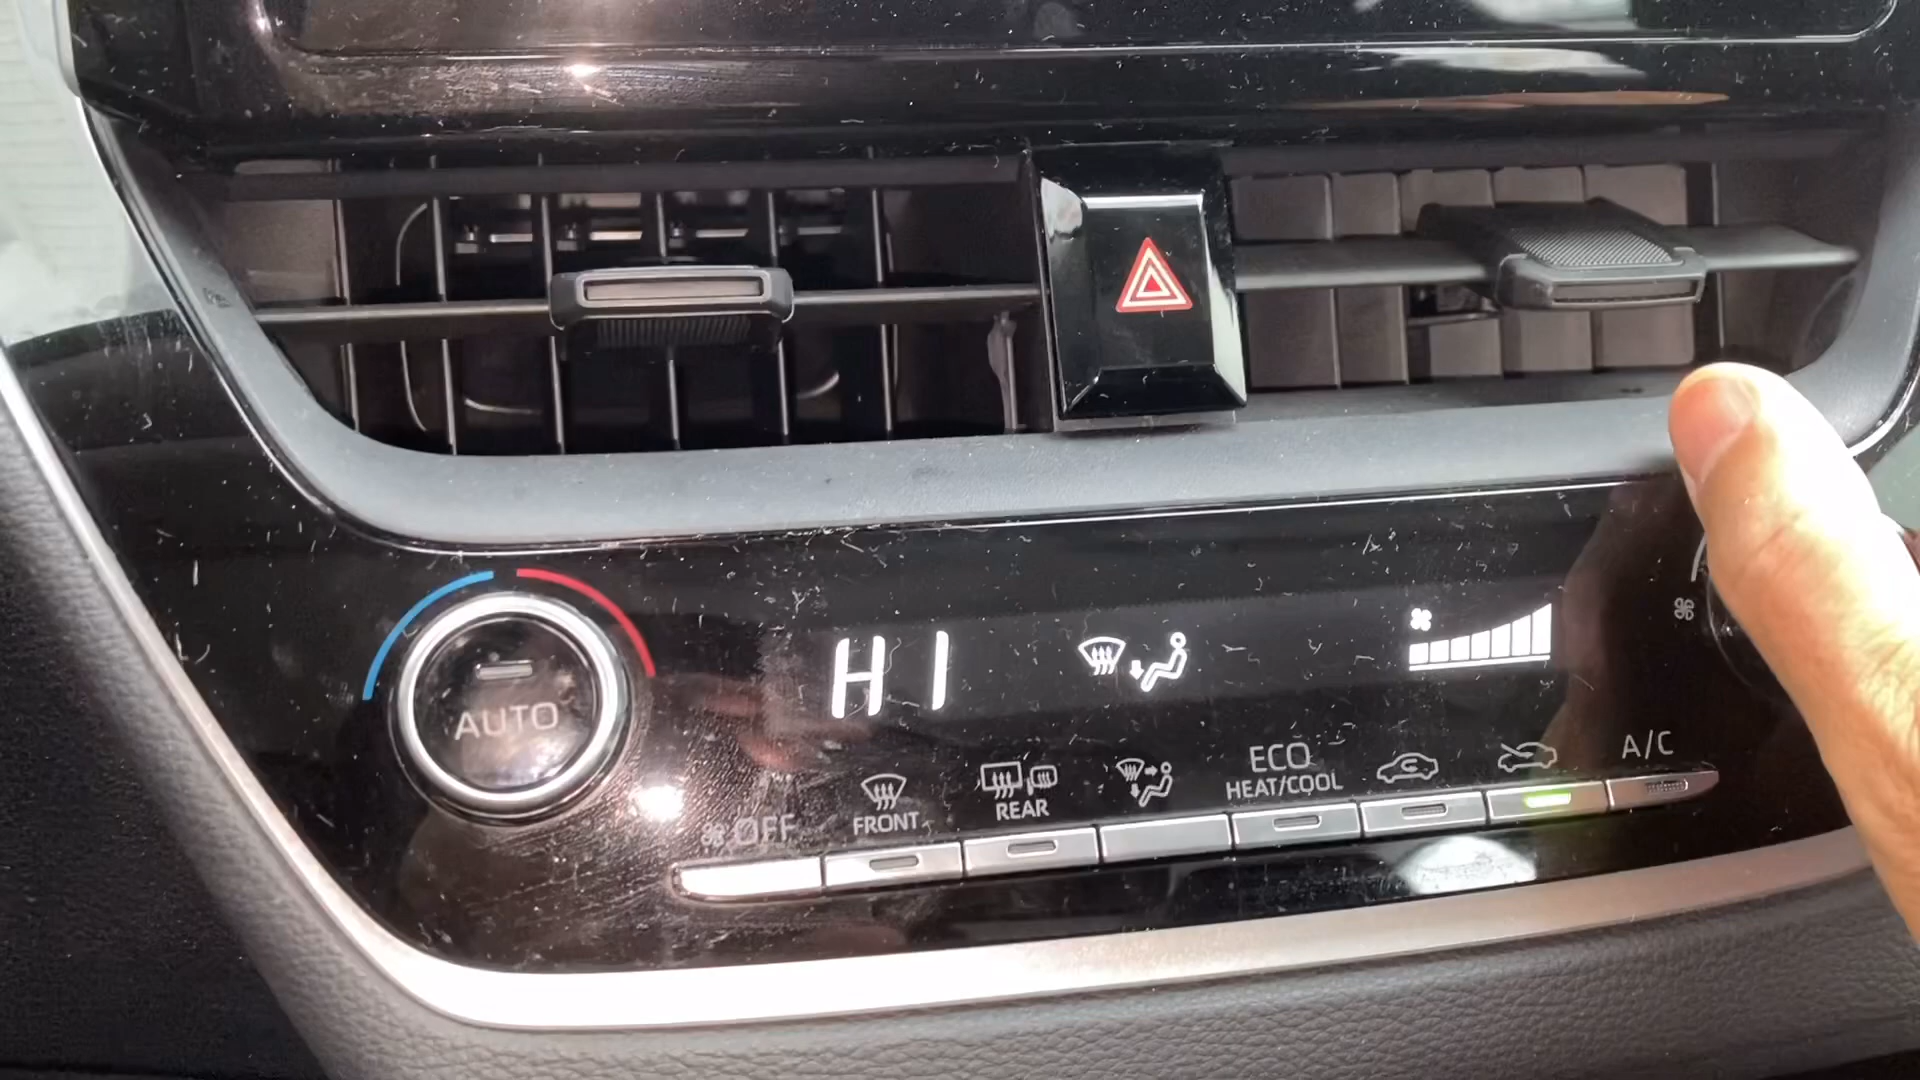 HI
AUTO
OFF
FRONT
REAR
ECO
HEAT/COOL
A/C